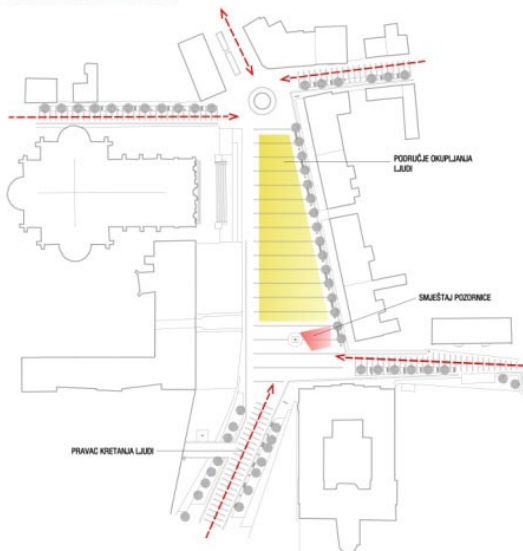 PODRUČJE OKUPLJANJA
LJUDI
SMJEŠTAJ POZORNICE
PRAVAC KRETANJA LJUDI